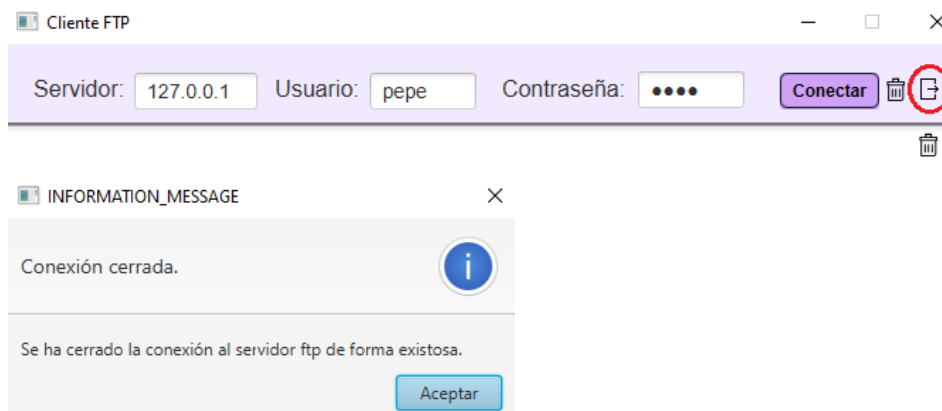 Cliente FTP
Servidor: 127.0.0.1 Usuario: pepe Contraseña: ●●●● Conectar
INFORMATION_MESSAGE
Conexión cerrada.
Se ha cerrado la conexión al servidor ftp de forma existosa.
Aceptar